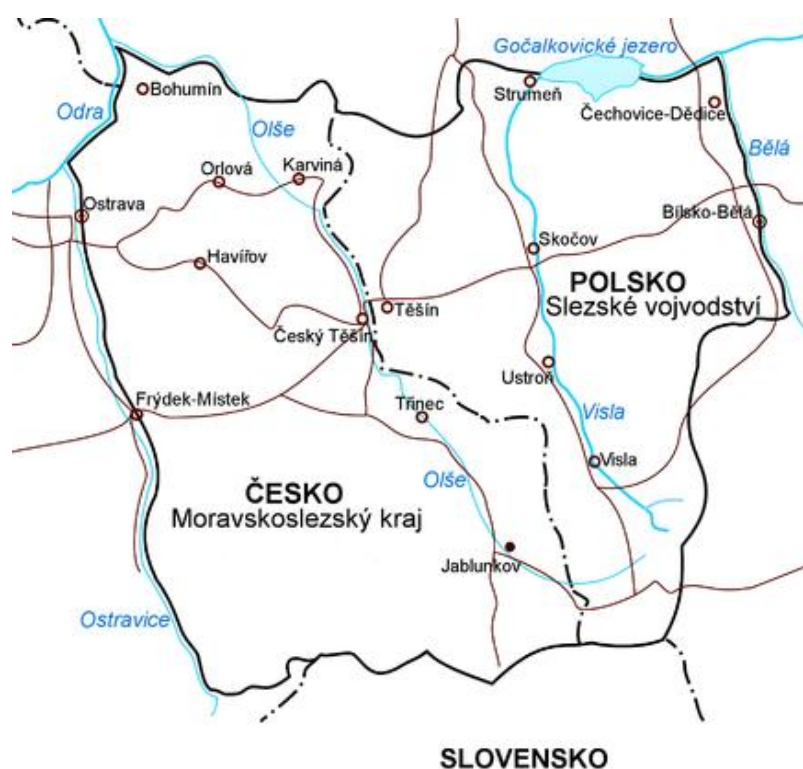 Gočalkovické jezero
Bohumín
Strumeň
Odra
Olše
Čechovice-Dědice
Bělá
Orlová
Karviná
Ostrava
Bílsko-Bělá
Skočov
Havířov
POLSKO
Slezské vojvodství
Těšín
Český Těšín
Ustroň
Frýdek-Místek
Třinec
Visla
Visla
Olše
ČESKO
Moravskoslezský kraj
Jablunkov
Ostravice
SLOVENSKO